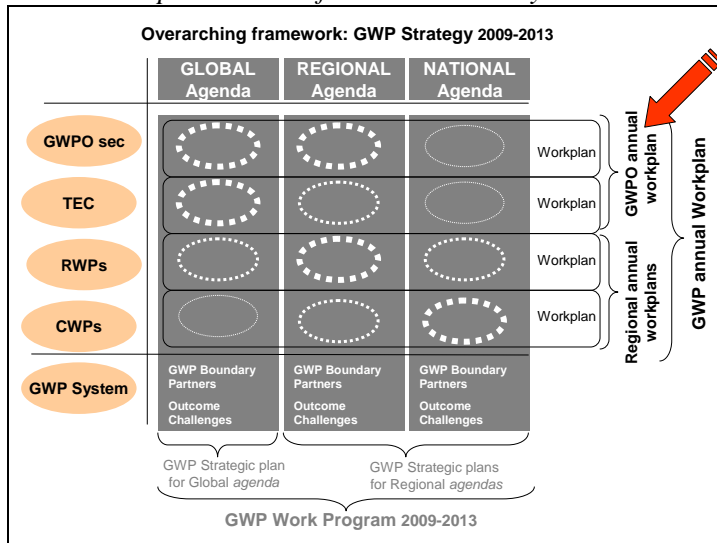 Overarching framework: GWP Strategy 2009-2013
GLOBAL
Agenda
REGIONAL
Agenda
NATIONAL
Agenda
GWPO sec
Workplan
TEC
Workplan
RWPs
Workplan
CWPs
Workplan
GWPO annual
workplan
Regional annual
workplans
GWP annual Workplan
GWP System
GWP Boundary
Partners
Outcome
Challenges
GWP Boundary
Partners
Outcome
Challenges
GWP Boundary
Partners
Outcome
Challenges
GWP Strategic plan
for Global agenda
GWP Strategic plans
for Regional agendas
GWP Work Program 2009-2013